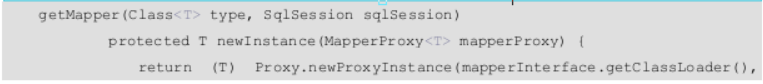 getMapper(Class<T> type, SqlSession sqlSession)
protected T newInstance(MapperProxy<T> mapperProxy) {
return (T) Proxy.newProxyInstance(mapperInterface.getClassLoader(),